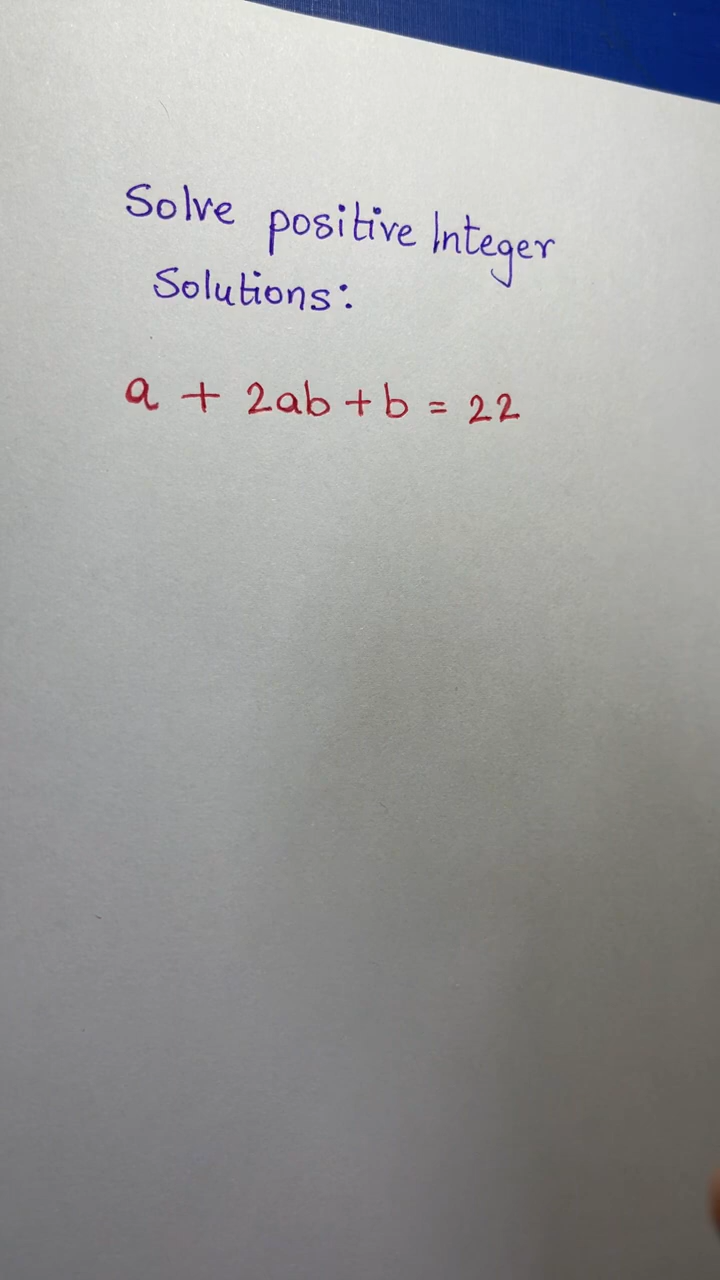 Solve positive Integer
Solutions:
a + 2ab + b = 22